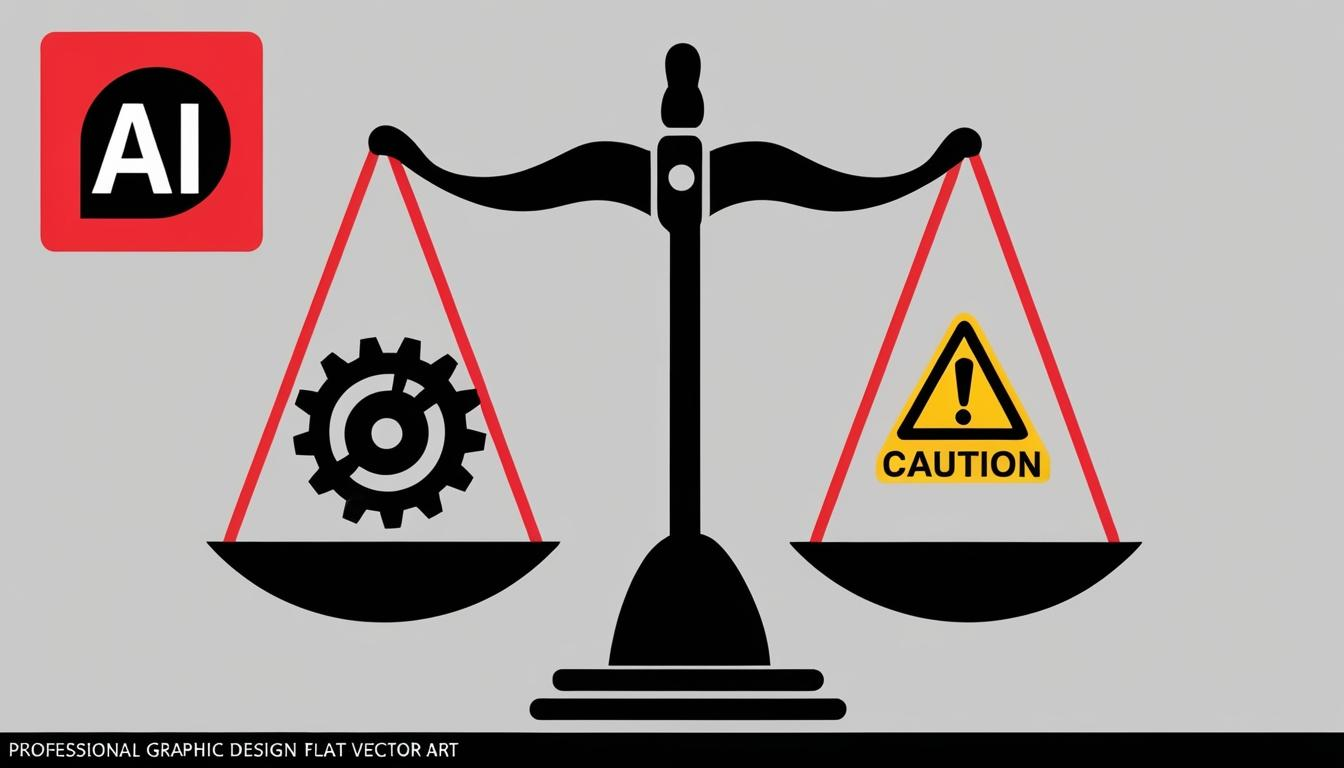 AI
!
CAUTION
PROFESSIONAL GRAPHIC DESIGN FLAT VECTOR ART